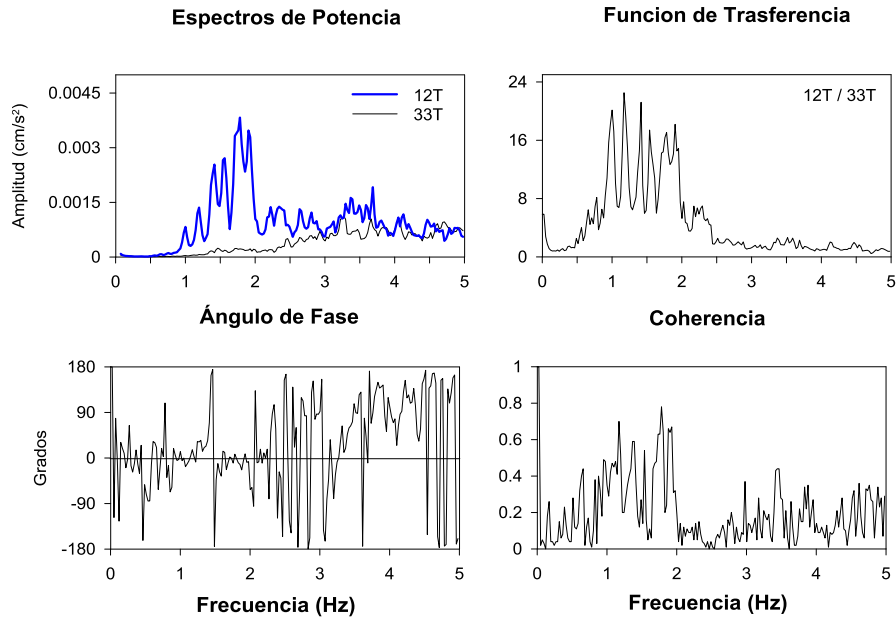 Espectros de Potencia
Funcion de Trasferencia
Amplitud (cm/s²)
0.0045
0.003
0.0015
0
12T
33T
0 1 2 3 4 5
24
16
8
0
12T / 33T
0 1 2 3 4 5
Ángulo de Fase
Coherencia
Grados
180
90
0
-90
-180
0 1 2 3 4 5
1
0.8
0.6
0.4
0.2
0
0 1 2 3 4 5
Frecuencia (Hz)
Frecuencia (Hz)